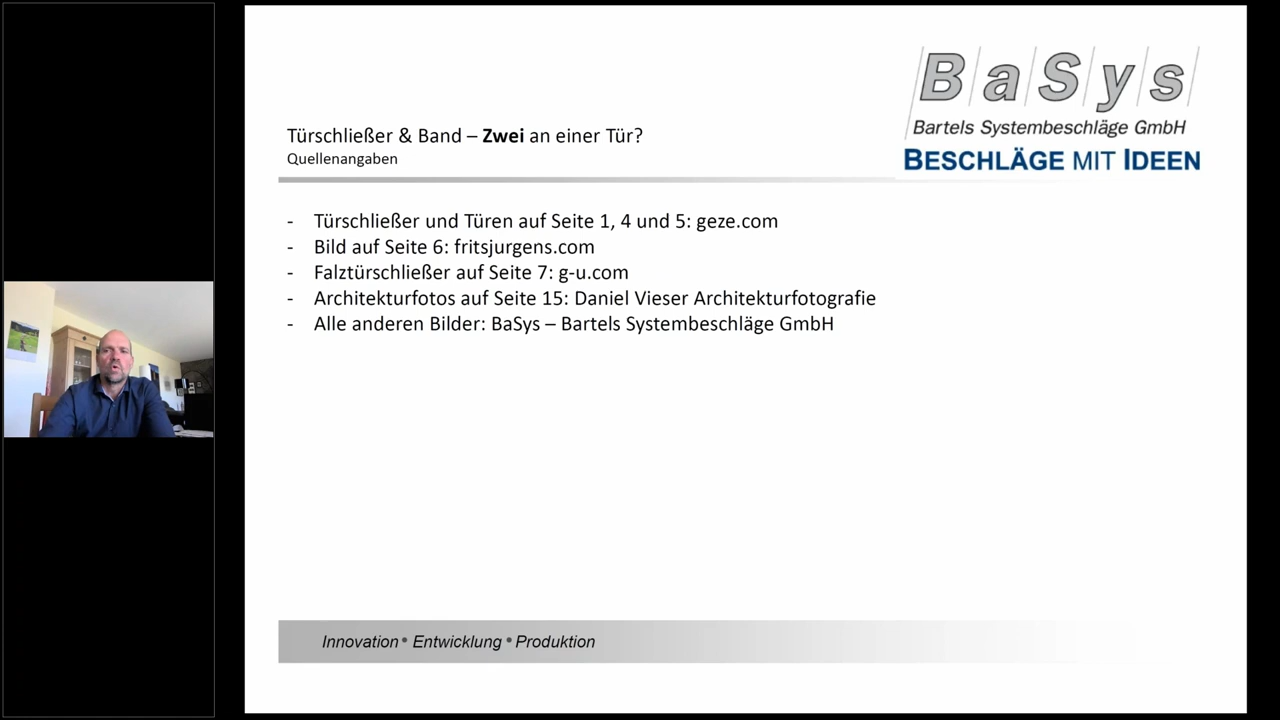 BaSys
Bartels Systembeschläge GmbH
BESCHLÄGE MIT IDEEN
Türschließer & Band – Zwei an einer Tür?
Quellenangaben
- Türschließer und Türen auf Seite 1, 4 und 5: geze.com
- Bild auf Seite 6: fritsjurgens.com
- Falztürschließer auf Seite 7: g-u.com
- Architekturfotos auf Seite 15: Daniel Vieser Architekturfotografie
- Alle anderen Bilder: BaSys – Bartels Systembeschläge GmbH
Innovation • Entwicklung • Produktion